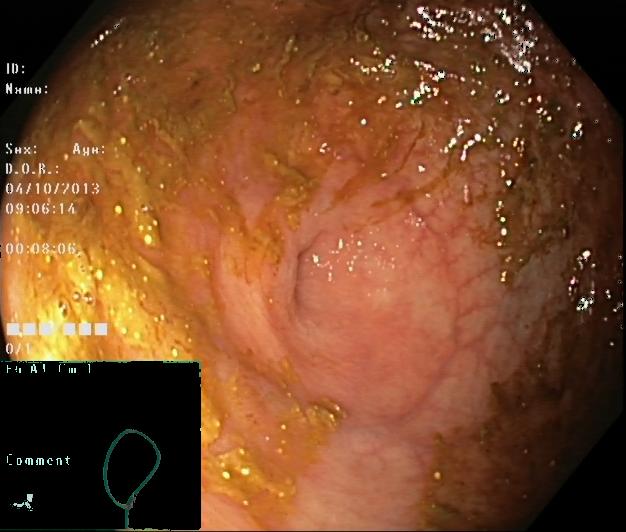 ID:
Name:
Sex: Age:
D.O.B.:
04/10/2013
09:06:14
00:08:06
0/1
Comment